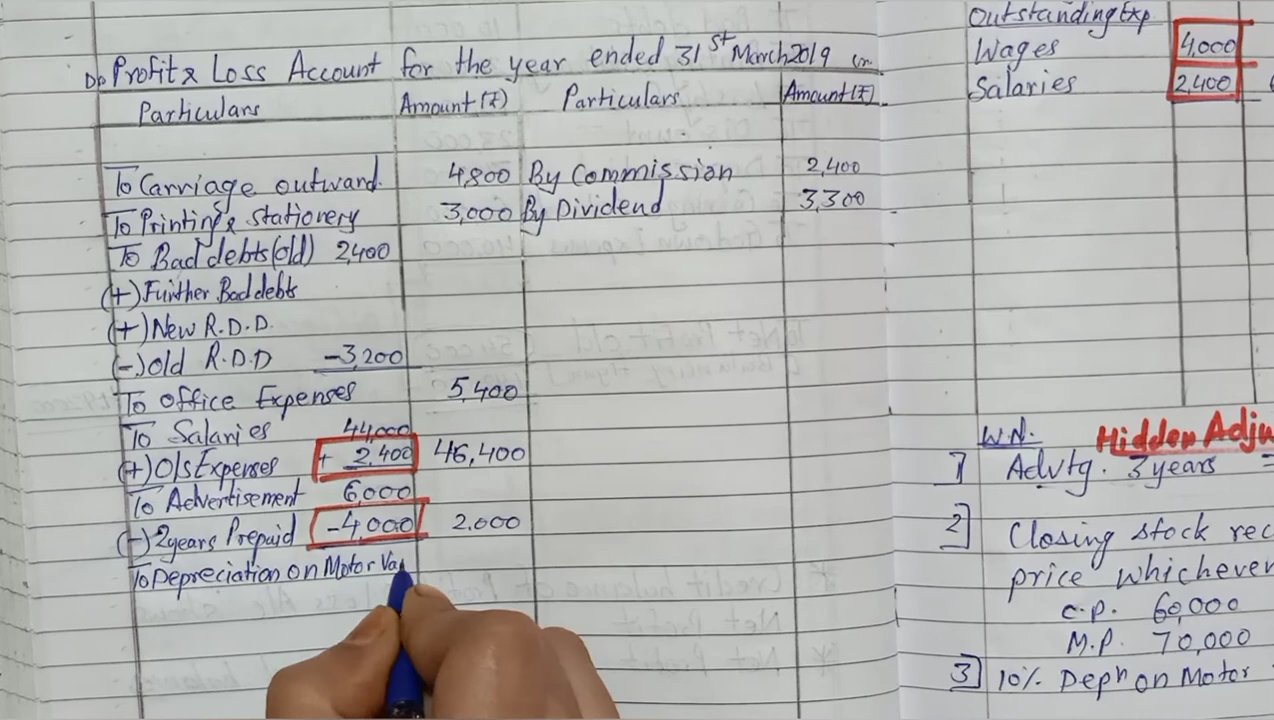 Profit & Loss Account for the year ended 31st March 2019
Particulars Amount (₹) Particulars Amount (₹)
To Carriage outward 4,800 By Commission 2,400
To Printing & stationery 3,000 By Dividend 3,300
To Bad debts (old) 2,400
(+) Further Bad debts
(+) New R.D.D.
(-) Old R.D.D -3,200
To Office Expenses 5,400
To Salaries 44,000
(+) O/s Expenses + 2,400 46,400
To Advertisement 6,000
(-) 2 years Prepaid -4,000 2,000
To Depreciation on Motor Va
Outstanding Exp.
Wages 4,000
Salaries 2,400
W.N. Hidden Adju
1] Advtg. 3 years =
2] Closing stock rec
price whichever
C.P. 60,000
M.P. 70,000
3] 10% Depn on Motor